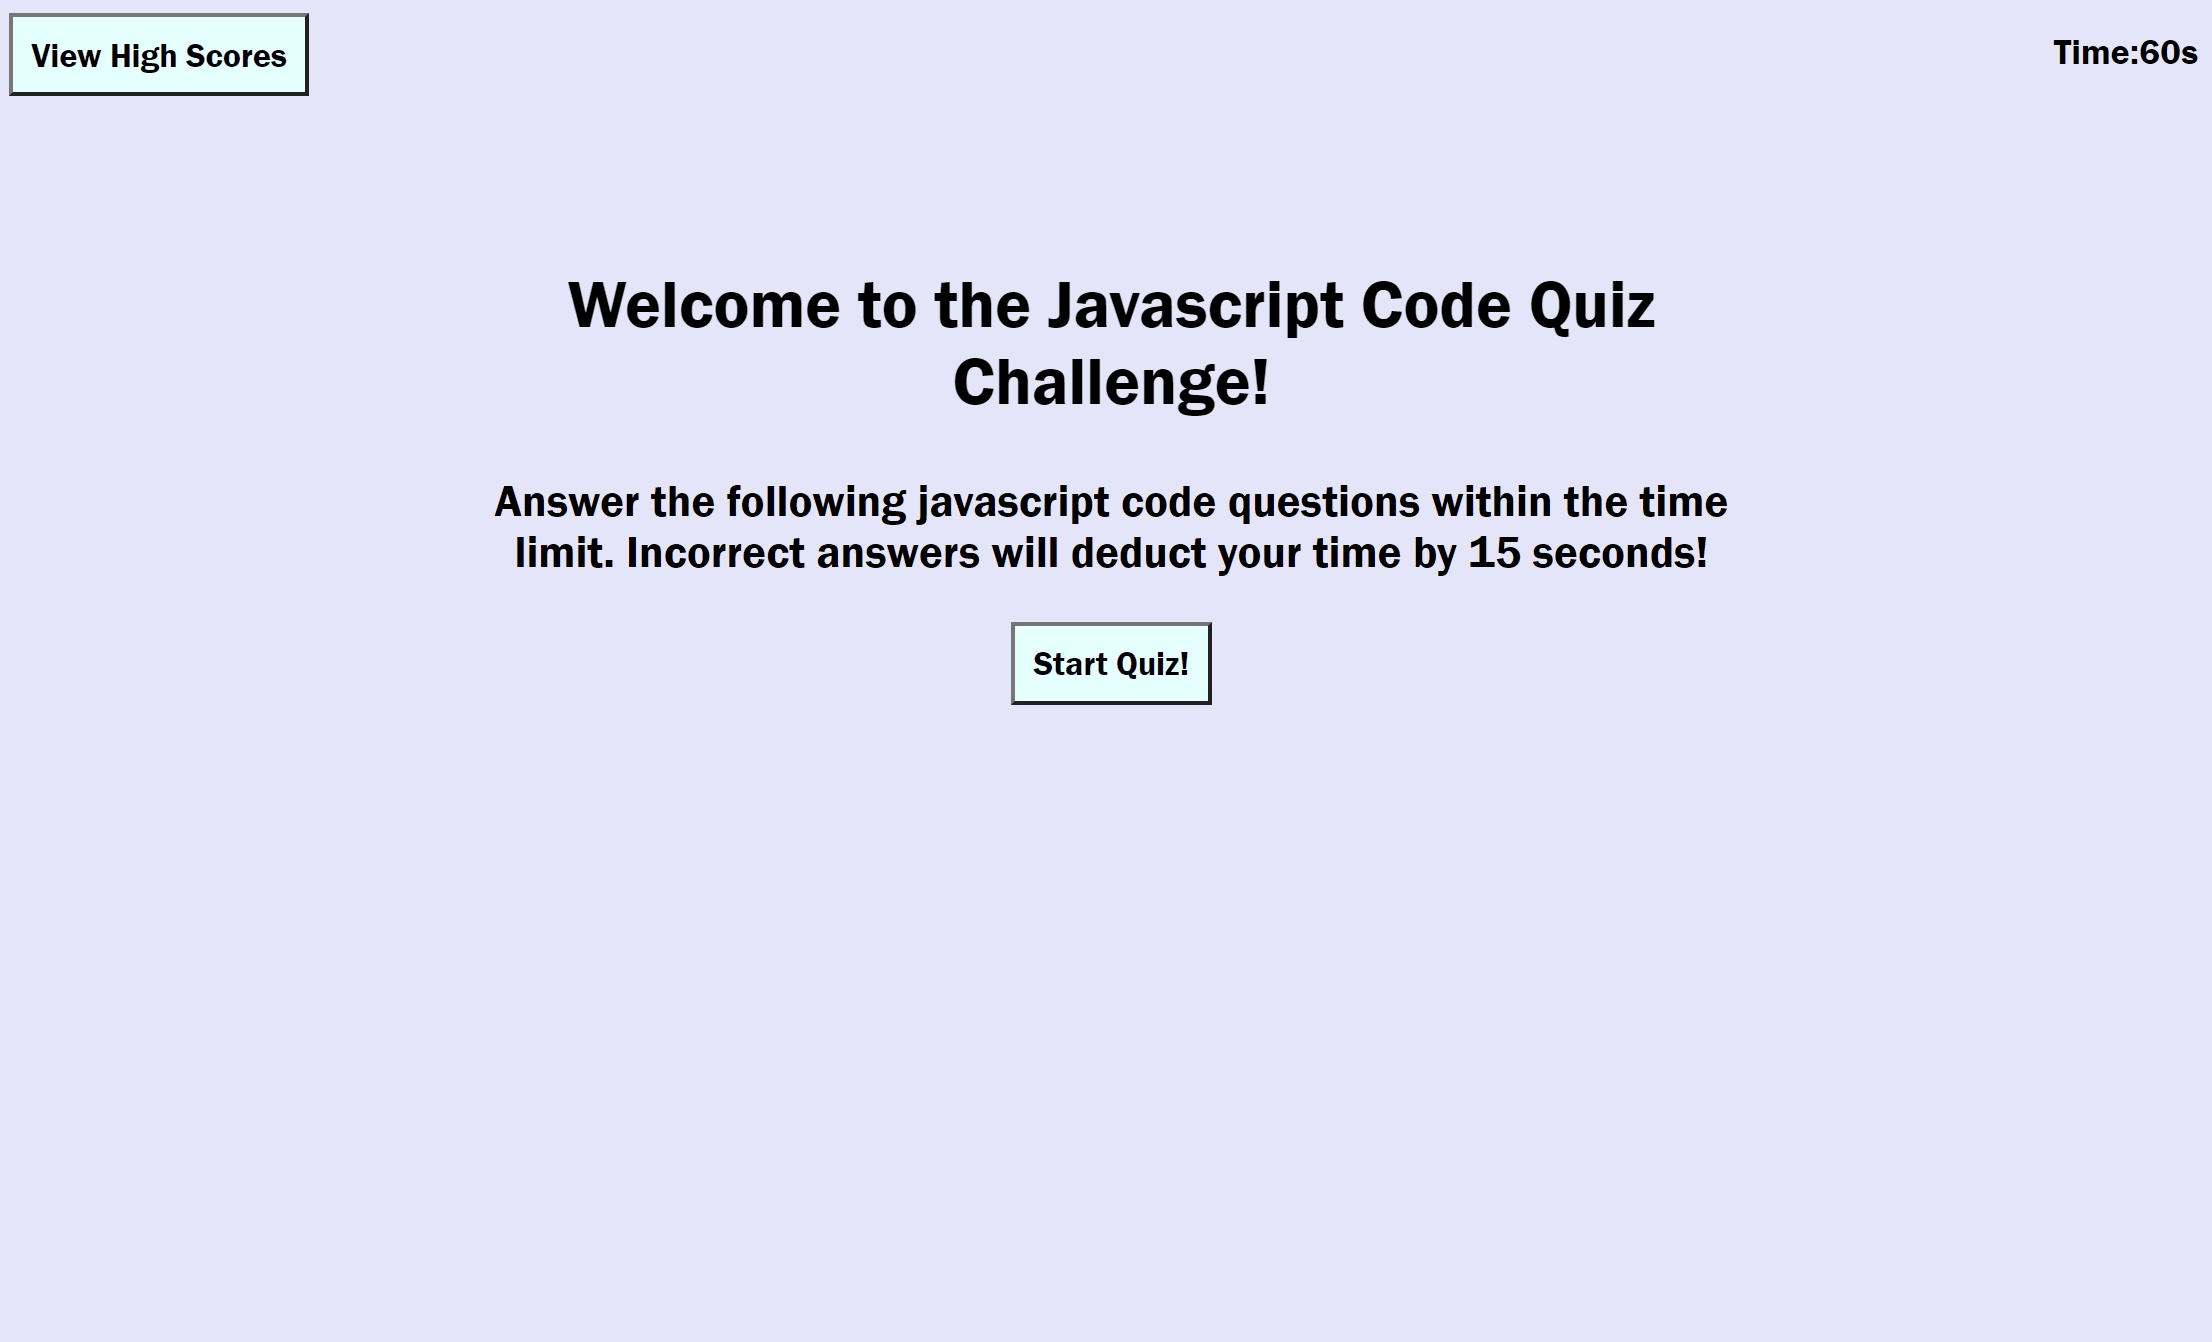 View High Scores
Time:60s
Welcome to the Javascript Code Quiz
Challenge!
Answer the following javascript code questions within the time
limit. Incorrect answers will deduct your time by 15 seconds!
Start Quiz!